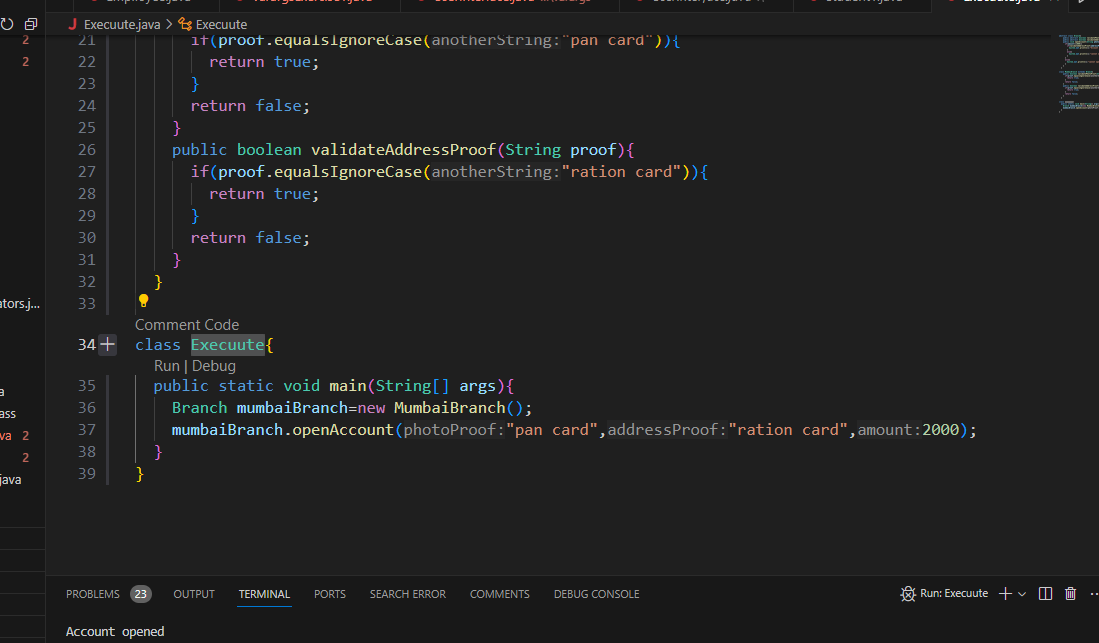 Execuute.java > Execuute
2
21 if(proof.equalsIgnoreCase(anotherString:"pan card")){
2
22 return true;
23 }
24 return false;
25 }
26 public boolean validateAddressProof(String proof){
27 if(proof.equalsIgnoreCase(anotherString:"ration card")){
28 return true;
29 }
30 return false;
31 }
32 }
ators.j...
33
Comment Code
34 class Execuute{
Run | Debug
35 public static void main(String[] args){
36 Branch mumbaiBranch=new MumbaiBranch();
ass
37 mumbaiBranch.openAccount(photoProof:"pan card",addressProof:"ration card",amount:2000);
va 2
38 }
2
39 }
java
PROBLEMS 23 OUTPUT TERMINAL PORTS SEARCH ERROR COMMENTS DEBUG CONSOLE Run: Execuute
Account opened